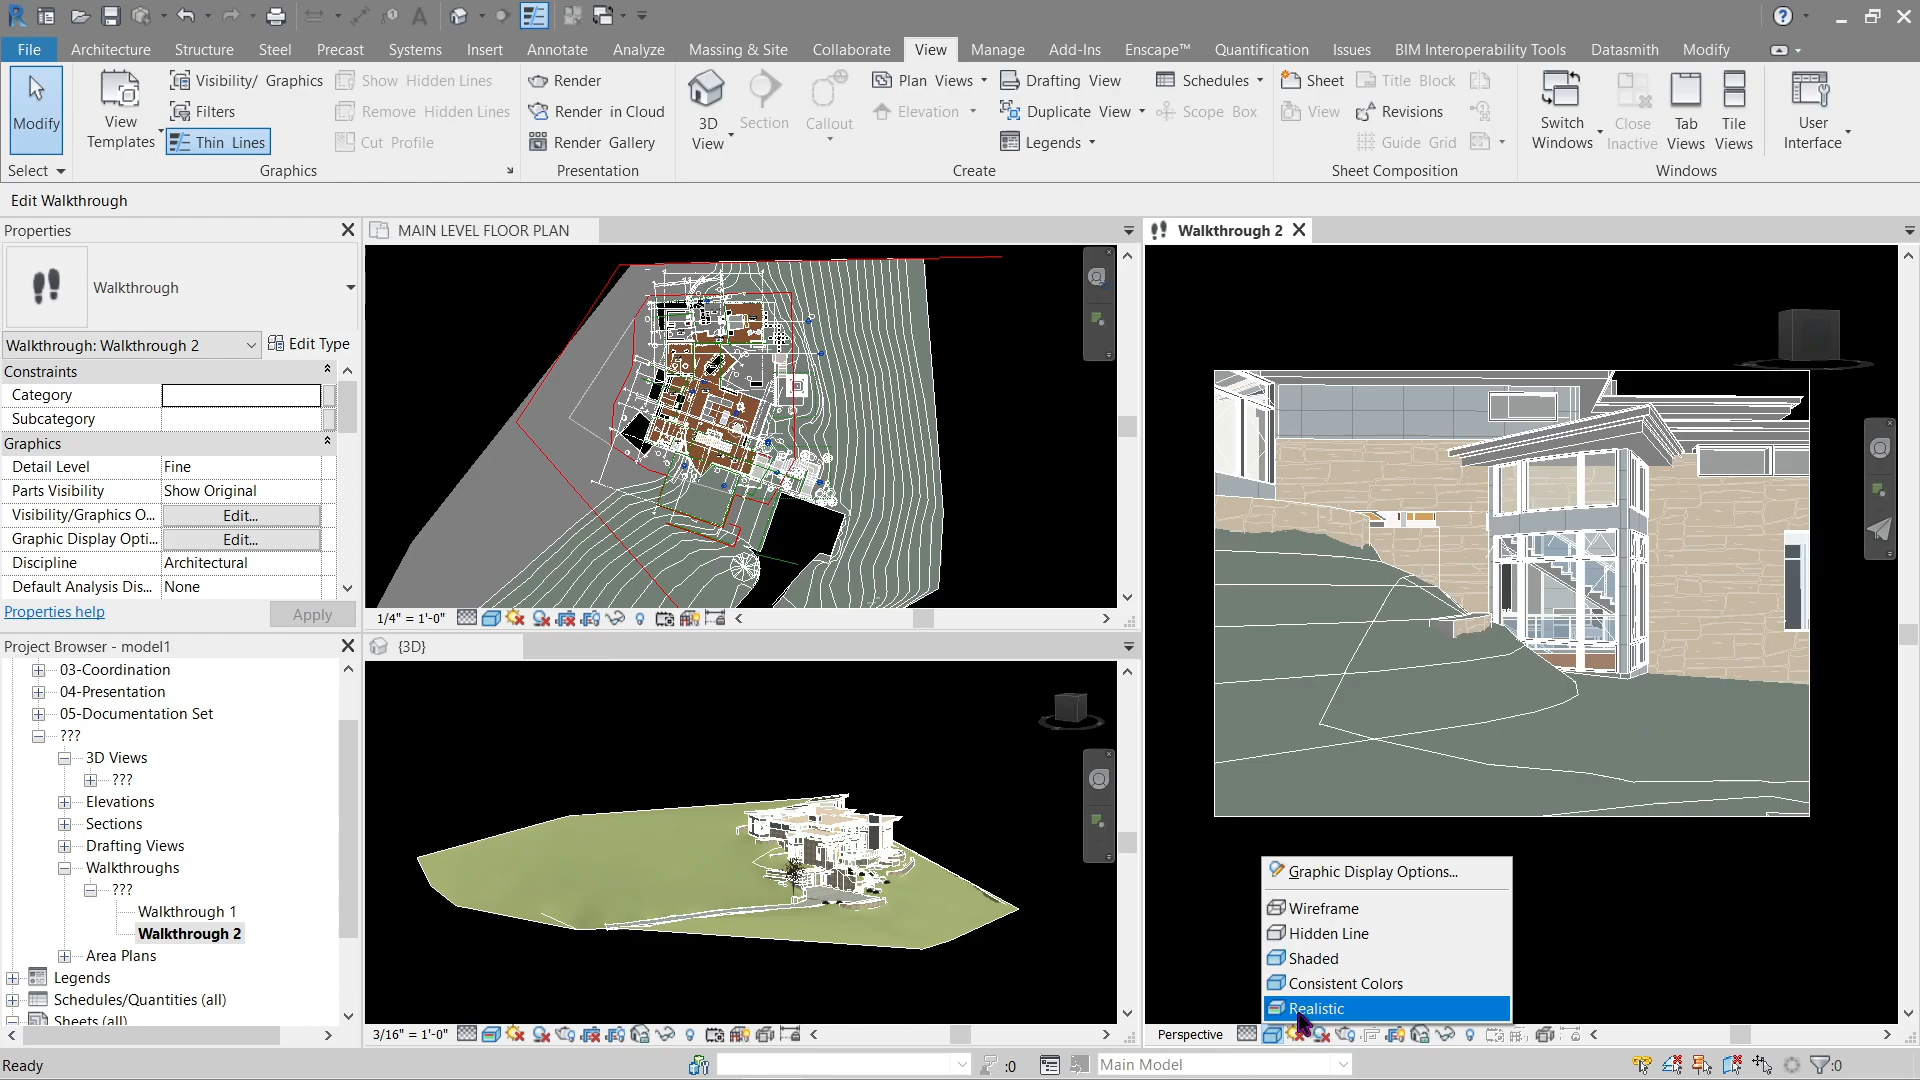 File Architecture Structure Steel Precast Systems Insert Annotate Analyze Massing & Site Collaborate View Manage Add-Ins Enscape™ Quantification Issues BIM Interoperability Tools Datasmith Modify
Modify
Select
View Templates
Visibility/ Graphics
Filters
Thin Lines
Show Hidden Lines
Remove Hidden Lines
Cut Profile
Graphics
Render
Render in Cloud
Render Gallery
Presentation
3D View
Section
Callout
Plan Views
Elevation
Drafting View
Duplicate View
Legends
Schedules
Scope Box
Create
Sheet
View
Title Block
Revisions
Guide Grid
Sheet Composition
Switch Windows
Close Inactive
Tab Views
Tile Views
Windows
User Interface
Edit Walkthrough
Properties
Walkthrough
Walkthrough: Walkthrough 2
Edit Type
Constraints
Category
Subcategory
Graphics
Detail Level Fine
Parts Visibility Show Original
Visibility/Graphics O... Edit...
Graphic Display Opti... Edit...
Discipline Architectural
Default Analysis Dis... None
Properties help
Apply
Project Browser - model1
03-Coordination
04-Presentation
05-Documentation Set
???
3D Views
???
Elevations
Sections
Drafting Views
Walkthroughs
???
Walkthrough 1
Walkthrough 2
Area Plans
Legends
Schedules/Quantities (all)
Sheets (all)
MAIN LEVEL FLOOR PLAN
1/4" = 1'-0"
{3D}
3/16" = 1'-0"
Walkthrough 2
Graphic Display Options...
Wireframe
Hidden Line
Shaded
Consistent Colors
Realistic
Perspective
Ready
:0
Main Model
:0